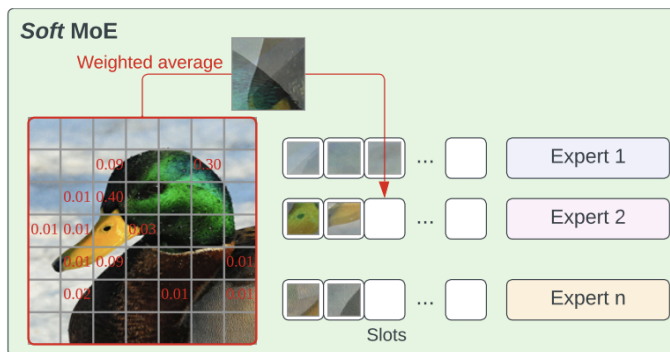 Soft MoE
Weighted average
0.09 0.30
0.01 0.40
0.01 0.01 0.03
0.01 0.09 0.01
0.02 0.01 0.01
... Expert 1
... Expert 2
... Expert n
Slots